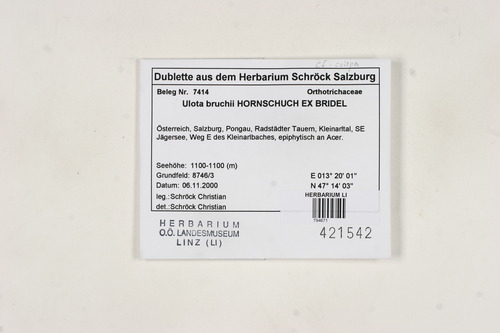 Dublette aus dem Herbarium Schröck Salzburg
Beleg Nr. 7414 Orthotrichaceae
Ulota bruchii HORNSCHUCH EX BRIDEL
Österreich, Salzburg, Pongau, Radstädter Tauern, Kleinarltal, SE
Jägersee, Weg E des Kleinarlbaches, epiphytisch an Acer.
Seehöhe: 1100-1100 (m)
Grundfeld: 8746/3 E 013° 20' 01"
Datum: 06.11.2000 N 47° 14' 03"
leg.:Schröck Christian HERBARIUM LI
det.:Schröck Christian
HERBARIUM
O.Ö. LANDESMUSEUM
LINZ (LI)
421542